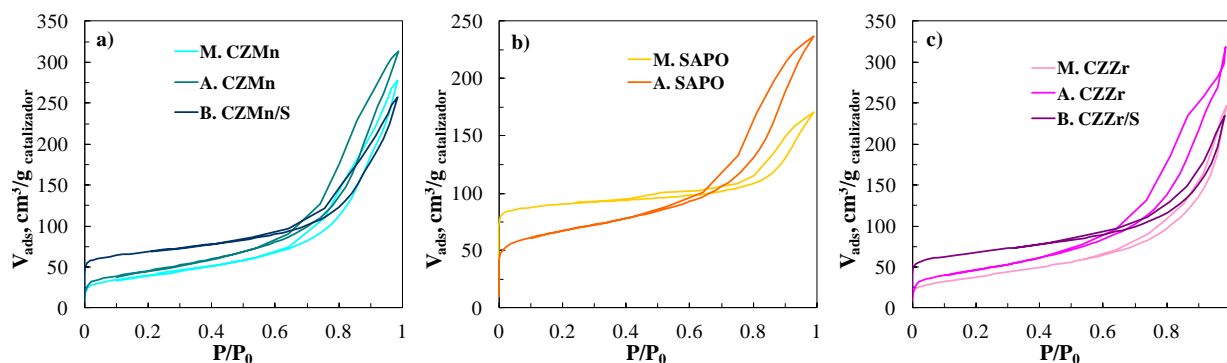 a)
M. CZMn
A. CZMn
B. CZMn/S
V_ads, cm³/g catalizador
350
300
250
200
150
100
50
0
0
0.2
0.4
0.6
0.8
1
P/P₀
b)
M. SAPO
A. SAPO
V_ads, cm³/g catalizador
250
200
150
100
50
0
0
0.2
0.4
0.6
0.8
1
P/P₀
c)
M. CZZr
A. CZZr
B. CZZr/S
V_ads, cm³/g catalizador
350
300
250
200
150
100
50
0
0
0.2
0.4
0.6
0.8
P/P₀